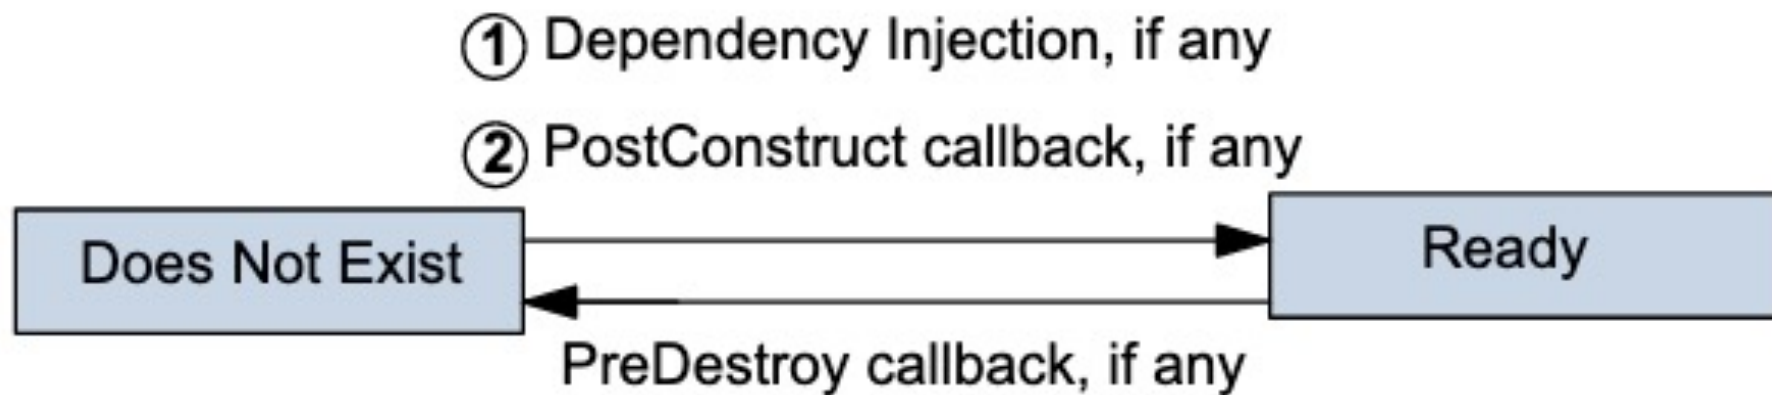 ① Dependency Injection, if any
② PostConstruct callback, if any
Does Not Exist
Ready
PreDestroy callback, if any